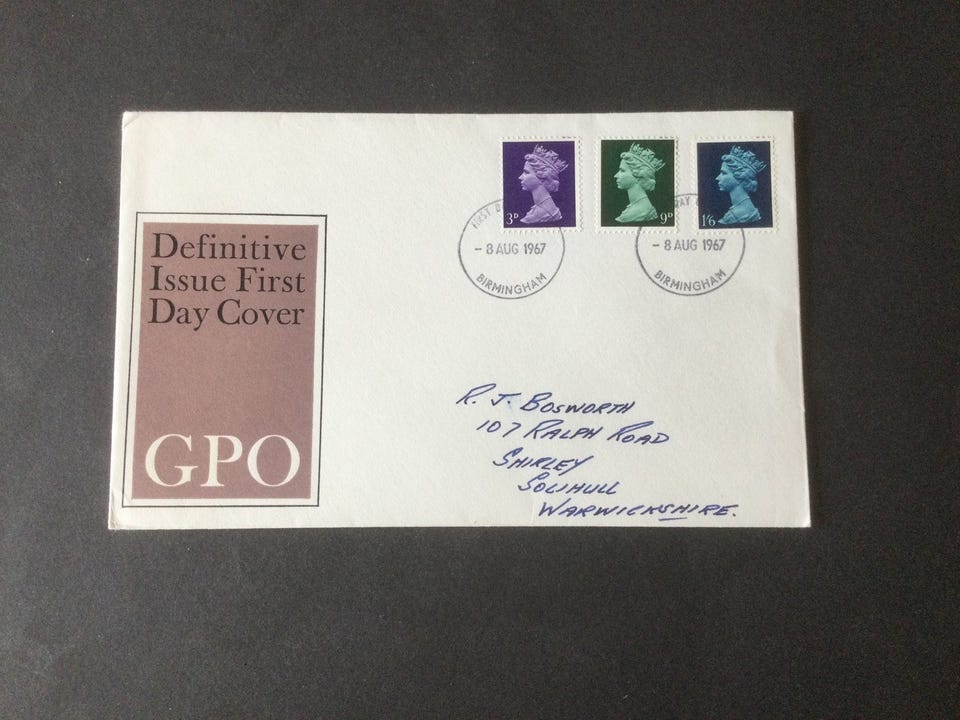 3D
9D
1'6
FIRST D
- 8 AUG 1967
BIRMINGHAM
- 8 AUG 1967
BIRMINGHAM
Definitive
Issue First
Day Cover
GPO
R. J. BOSWORTH
107 RALPH ROAD
SHIRLEY
SOLIHULL
WARWICKSHIRE.